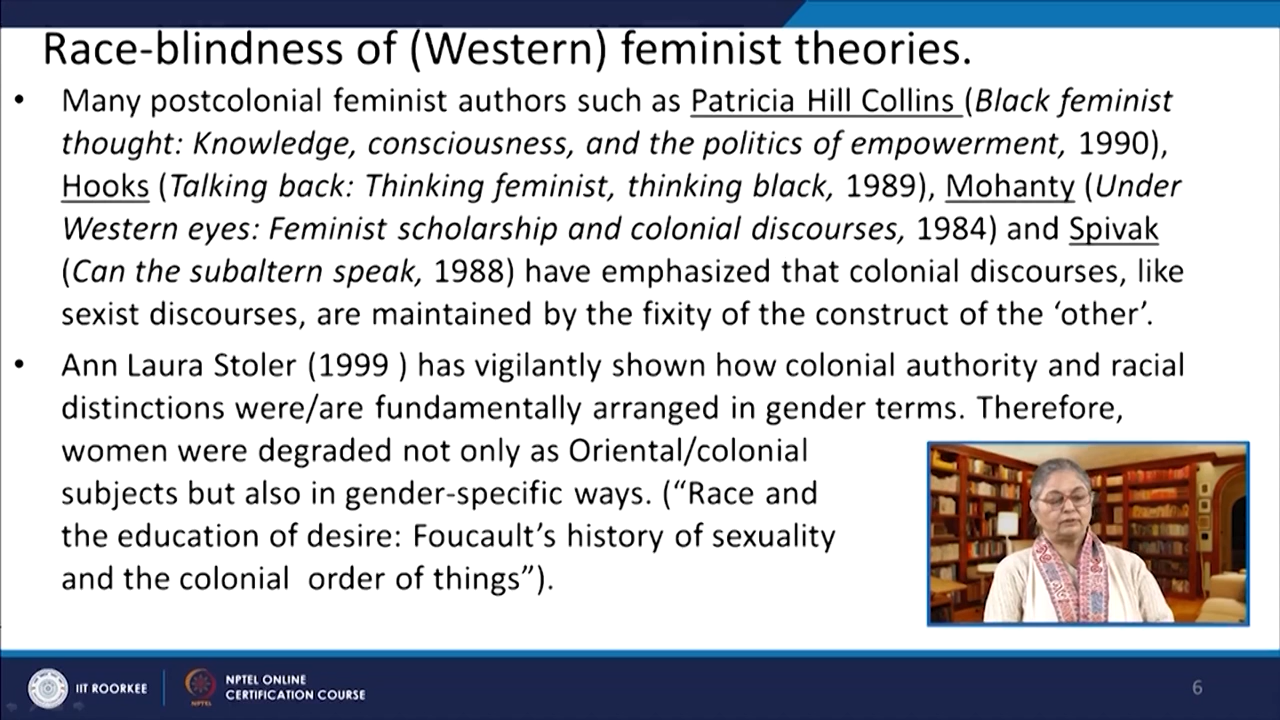 Race-blindness of (Western) feminist theories.
• Many postcolonial feminist authors such as Patricia Hill Collins (Black feminist
thought: Knowledge, consciousness, and the politics of empowerment, 1990),
Hooks (Talking back: Thinking feminist, thinking black, 1989), Mohanty (Under
Western eyes: Feminist scholarship and colonial discourses, 1984) and Spivak
(Can the subaltern speak, 1988) have emphasized that colonial discourses, like
sexist discourses, are maintained by the fixity of the construct of the ‘other’.
• Ann Laura Stoler (1999 ) has vigilantly shown how colonial authority and racial
distinctions were/are fundamentally arranged in gender terms. Therefore,
women were degraded not only as Oriental/colonial
subjects but also in gender-specific ways. (“Race and
the education of desire: Foucault’s history of sexuality
and the colonial order of things”).
IIT ROORKEE
NPTEL
NPTEL ONLINE
CERTIFICATION COURSE
6